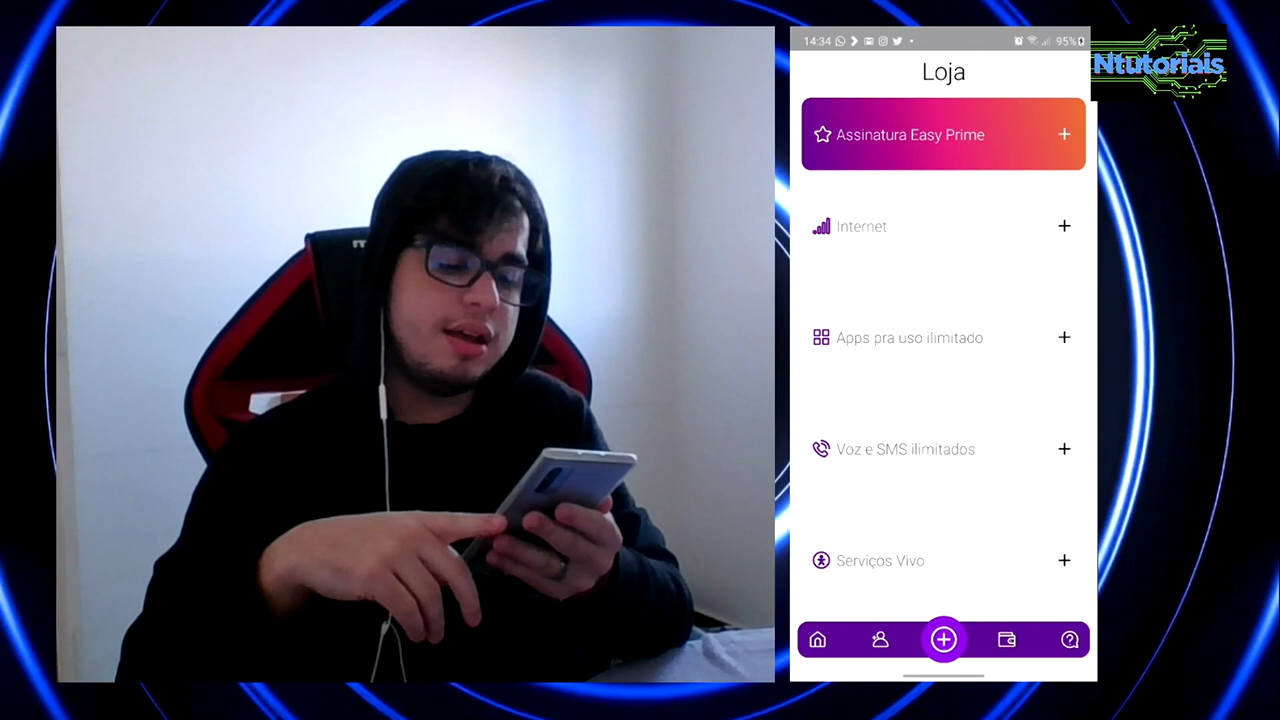 14:34
95%
Ntutoriais
Loja
Assinatura Easy Prime
Internet
Apps pra uso ilimitado
Voz e SMS ilimitados
Serviços Vivo